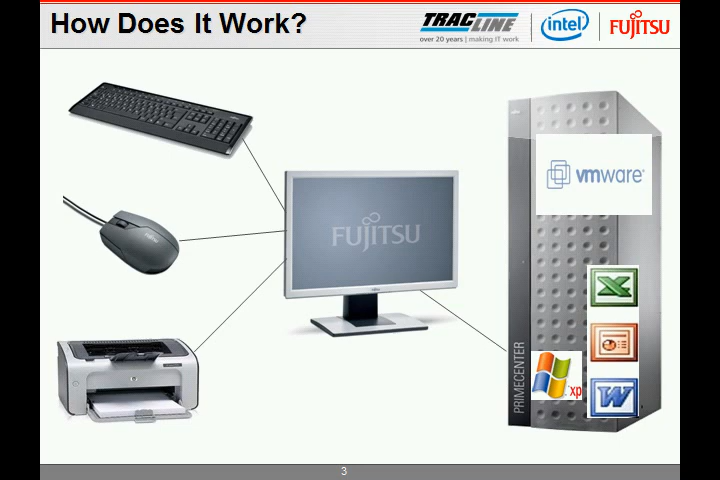 How Does It Work?
TRACLINE
over 20 years | making IT work
intel
FUJITSU
vmware
FUJITSU
PRIMECENTER
xp
3